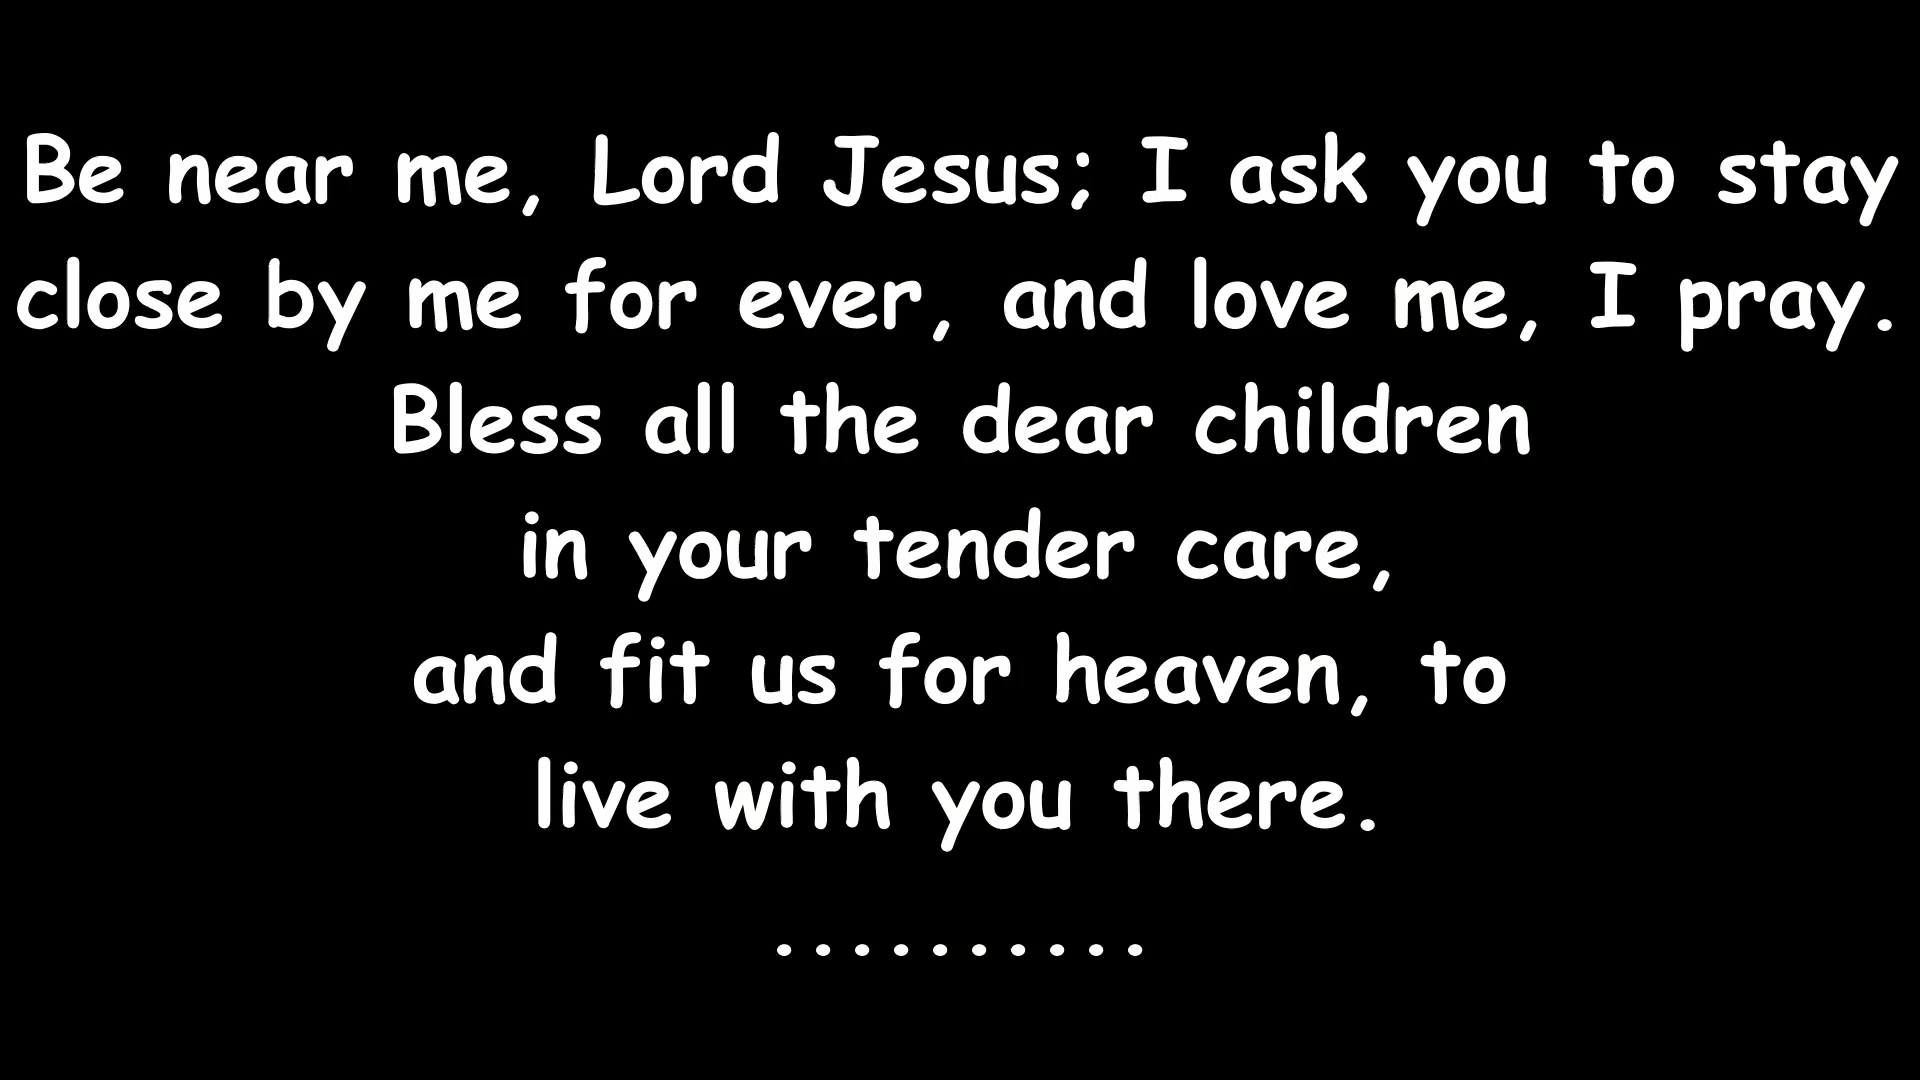 Be near me, Lord Jesus; I ask you to stay
close by me for ever, and love me, I pray.
Bless all the dear children
in your tender care,
and fit us for heaven, to
live with you there.
..........